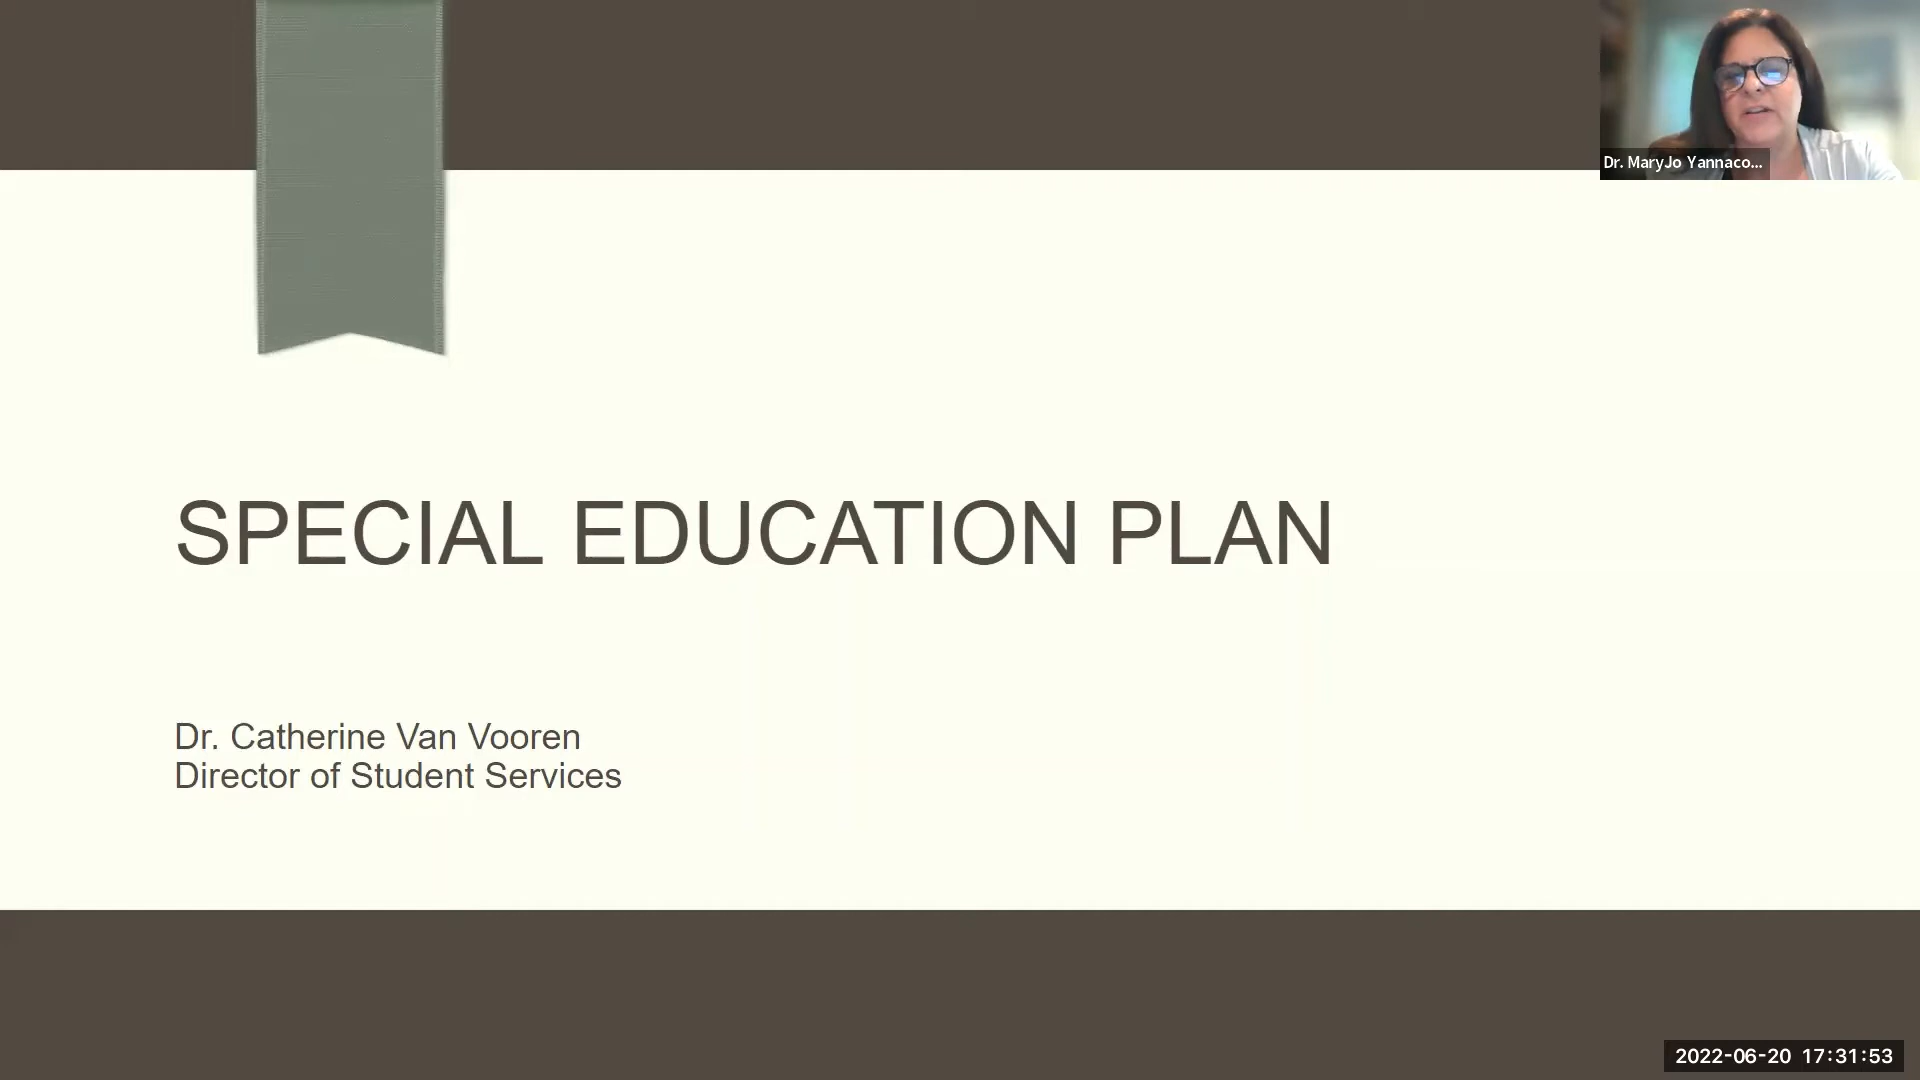 Dr. MaryJo Yannaco...
SPECIAL EDUCATION PLAN
Dr. Catherine Van Vooren
Director of Student Services
2022-06-20 17:31:53